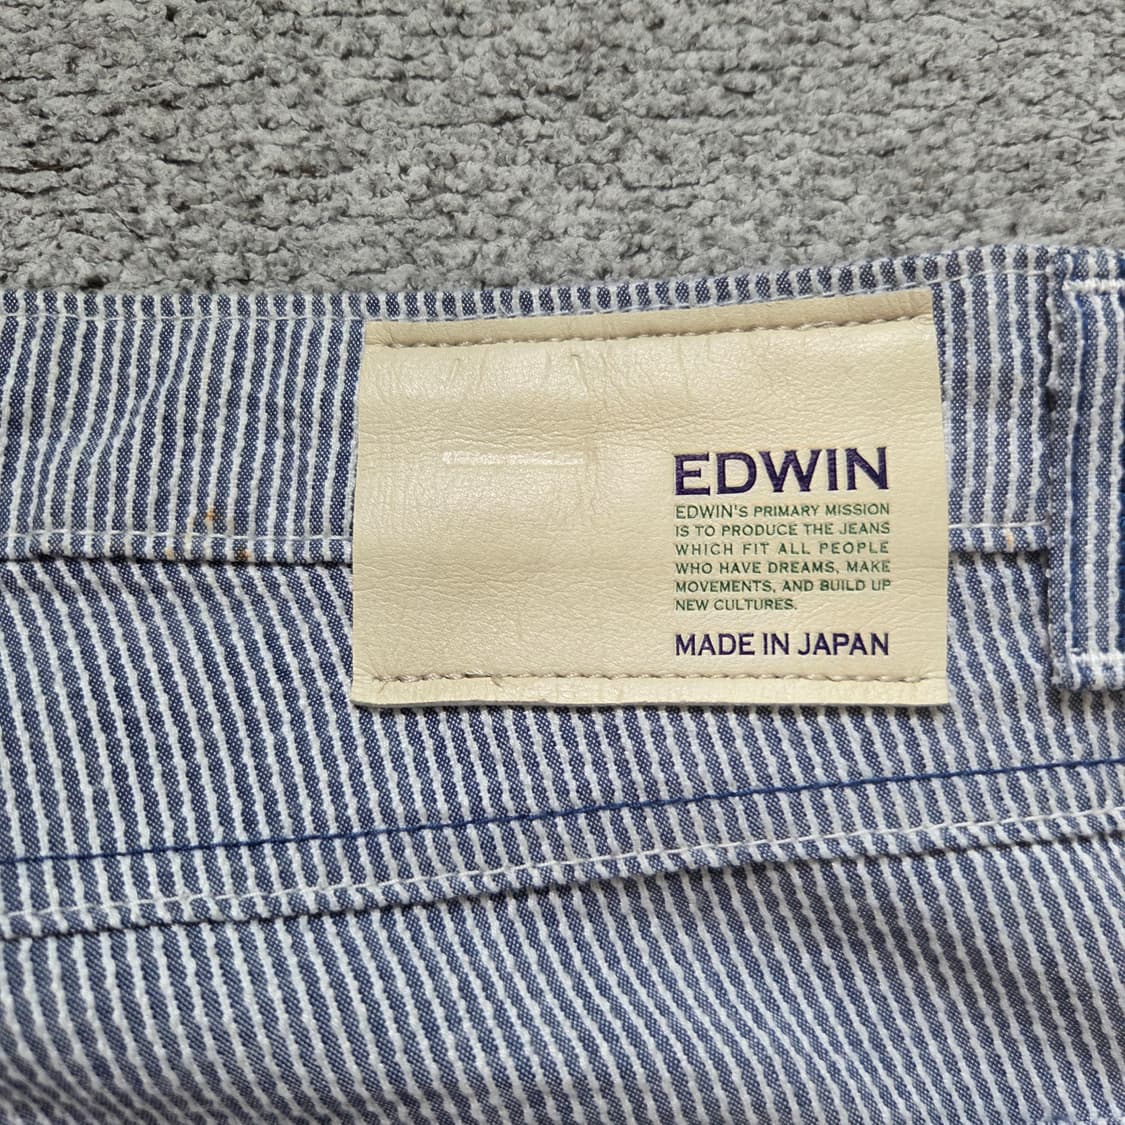 EDWIN
EDWIN'S PRIMARY MISSION
IS TO PRODUCE THE JEANS
WHICH FIT ALL PEOPLE
WHO HAVE DREAMS, MAKE
MOVEMENTS, AND BUILD UP
NEW CULTURES.
MADE IN JAPAN